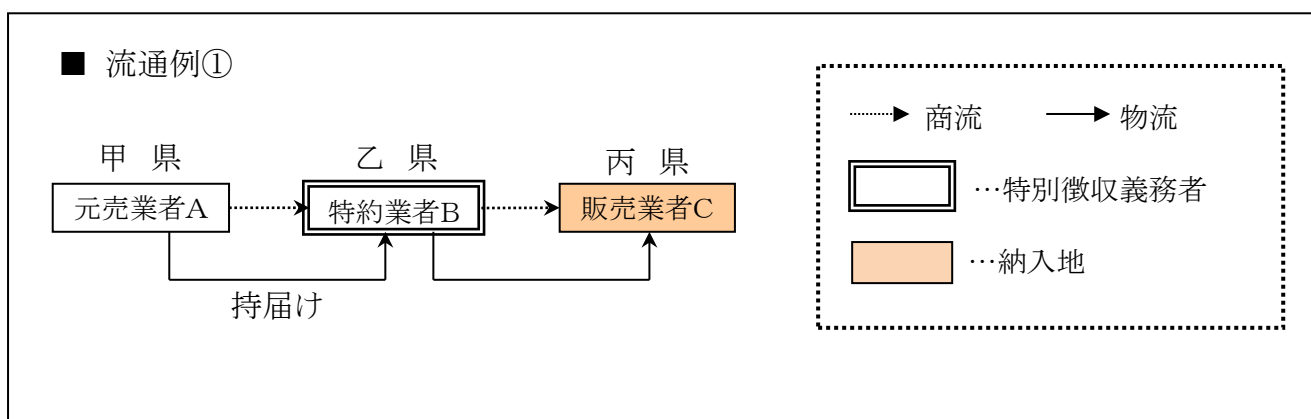 ■ 流通例①
甲 県
乙 県
丙 県
元売業者A
特約業者B
販売業者C
持届け
商流
物流
…特別徴収義務者
…納入地